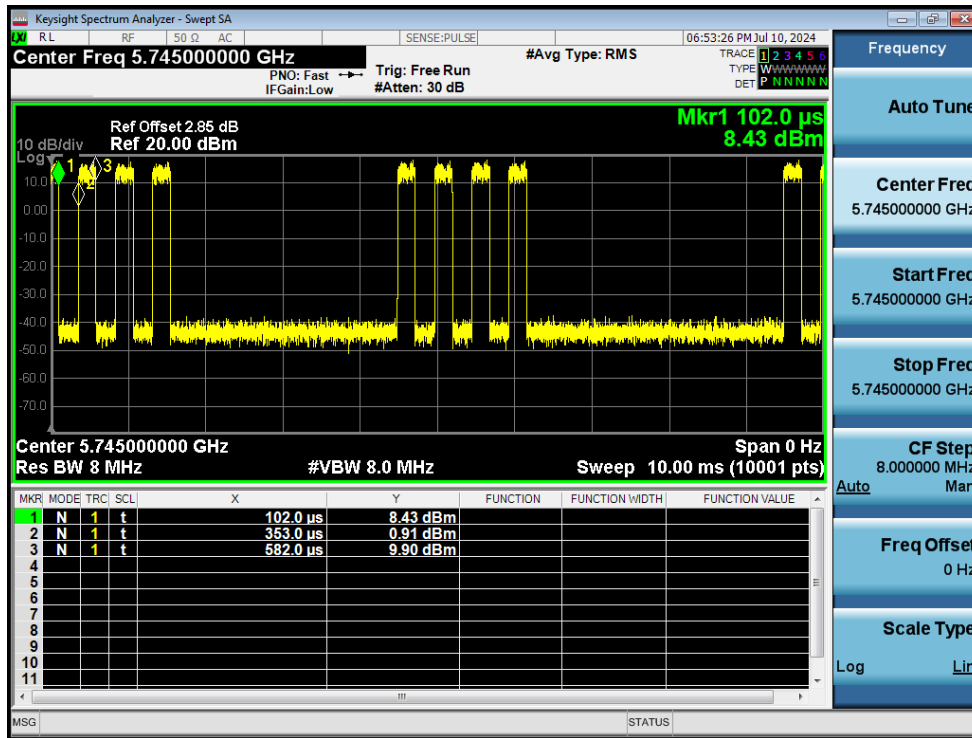 Keysight Spectrum Analyzer - Swept SA
LXI RL RF 50 Ω AC SENSE:PULSE 06:53:26 PM Jul 10, 2024
Center Freq 5.745000000 GHz #Avg Type: RMS TRACE 1 2 3 4 5 6
PNO: Fast Trig: Free Run TYPE WWWWWW
IFGain:Low #Atten: 30 dB DET P N N N N N
Mkr1 102.0 µs
8.43 dBm
Ref Offset 2.85 dB
10 dB/div Ref 20.00 dBm
Log
1
2
3
10.0
0.00
-10.0
-20.0
-30.0
-40.0
-50.0
-60.0
-70.0
Center 5.745000000 GHz Span 0 Hz
Res BW 8 MHz #VBW 8.0 MHz Sweep 10.00 ms (10001 pts)
MKR MODE TRC SCL X Y FUNCTION FUNCTION WIDTH FUNCTION VALUE
1 N 1 t 102.0 µs 8.43 dBm
2 N 1 t 353.0 µs 0.91 dBm
3 N 1 t 582.0 µs 9.90 dBm
4
5
6
7
8
9
10
11
MSG STATUS
Frequency
Auto Tune
Center Freq
5.745000000 GHz
Start Freq
5.745000000 GHz
Stop Freq
5.745000000 GHz
CF Step
8.000000 MHz
Auto Man
Freq Offset
0 Hz
Scale Type
Log Lin